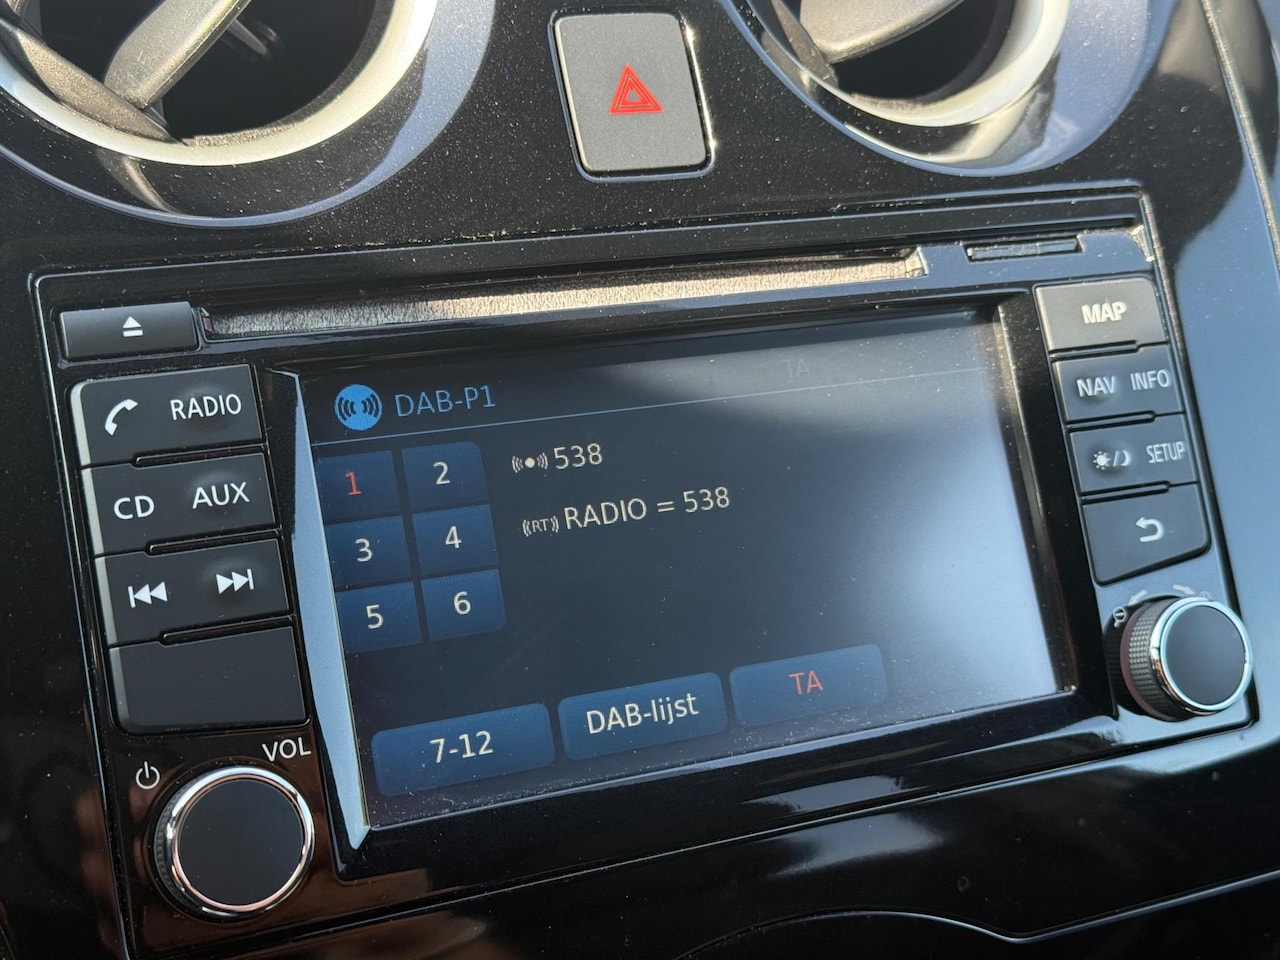 MAP
NAV INFO
SETUP
RADIO
CD AUX
VOL
TA
DAB-P1
1 2
3 4
5 6
538
RT RADIO = 538
7-12 DAB-lijst TA